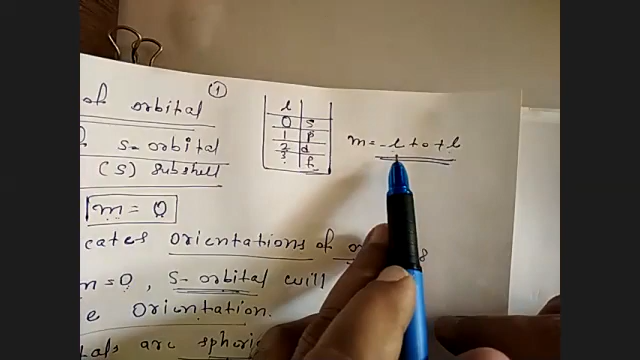 of orbital ①
l
0 s
1 p
2 d
3 f
m = -l to +l
s-orbital
(s) subshell
m = 0
cates orientations of
m = 0, s-orbital will
e orientation.
tals are spheri